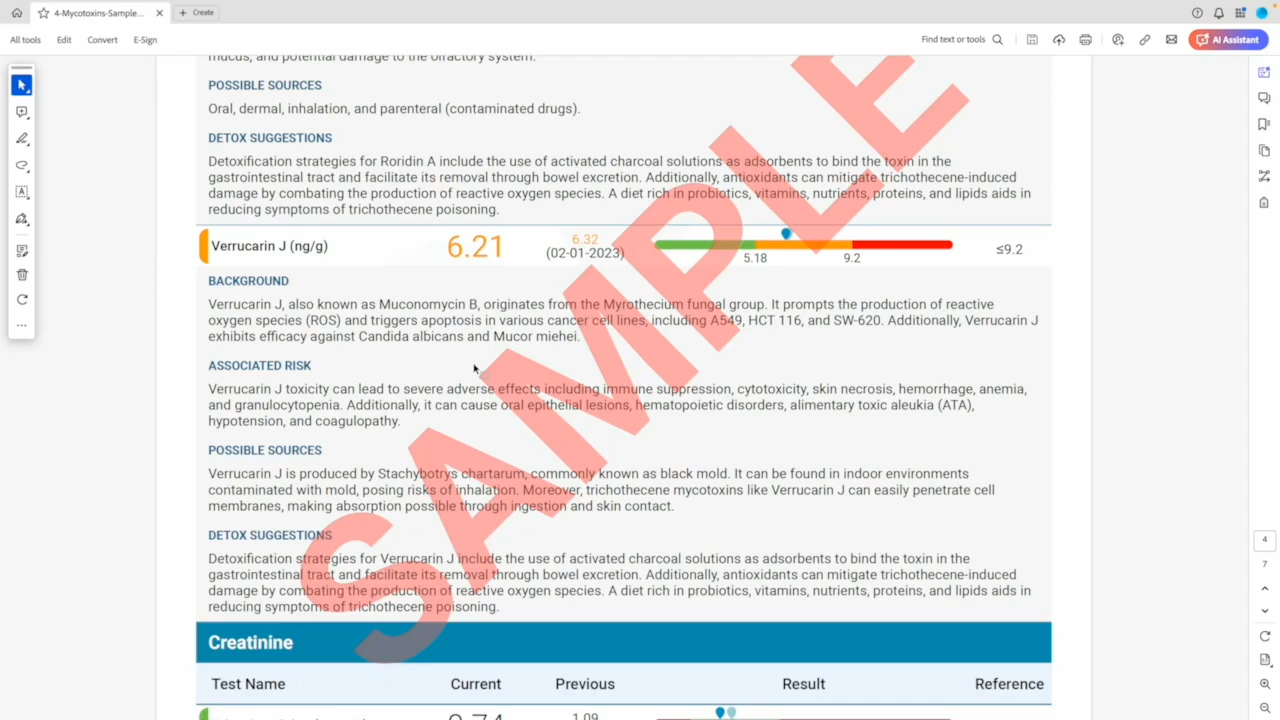 4-Mycotoxins-Sample...
Create
All tools
Edit
Convert
E-Sign
Find text or tools
AI Assistant
mucus, and potential damage to the olfactory system.
POSSIBLE SOURCES
Oral, dermal, inhalation, and parenteral (contaminated drugs).
DETOX SUGGESTIONS
Detoxification strategies for Roridin A include the use of activated charcoal solutions as adsorbents to bind the toxin in the
gastrointestinal tract and facilitate its removal through bowel excretion. Additionally, antioxidants can mitigate trichothecene-induced
damage by combating the production of reactive oxygen species. A diet rich in probiotics, vitamins, nutrients, proteins, and lipids aids in
reducing symptoms of trichothecene poisoning.
Verrucarin J (ng/g)
6.21
6.32
(02-01-2023)
5.18
9.2
≤9.2
BACKGROUND
Verrucarin J, also known as Muconomycin B, originates from the Myrothecium fungal group. It prompts the production of reactive
oxygen species (ROS) and triggers apoptosis in various cancer cell lines, including A549, HCT 116, and SW-620. Additionally, Verrucarin J
exhibits efficacy against Candida albicans and Mucor miehei.
ASSOCIATED RISK
Verrucarin J toxicity can lead to severe adverse effects including immune suppression, cytotoxicity, skin necrosis, hemorrhage, anemia,
and granulocytopenia. Additionally, it can cause oral epithelial lesions, hematopoietic disorders, alimentary toxic aleukia (ATA),
hypotension, and coagulopathy.
POSSIBLE SOURCES
Verrucarin J is produced by Stachybotrys chartarum, commonly known as black mold. It can be found in indoor environments
contaminated with mold, posing risks of inhalation. Moreover, trichothecene mycotoxins like Verrucarin J can easily penetrate cell
membranes, making absorption possible through ingestion and skin contact.
DETOX SUGGESTIONS
Detoxification strategies for Verrucarin J include the use of activated charcoal solutions as adsorbents to bind the toxin in the
gastrointestinal tract and facilitate its removal through bowel excretion. Additionally, antioxidants can mitigate trichothecene-induced
damage by combating the production of reactive oxygen species. A diet rich in probiotics, vitamins, nutrients, proteins, and lipids aids in
reducing symptoms of trichothecene poisoning.
SAMPLE
Creatinine
Test Name
Current
Previous
Result
Reference
1.09
4
7